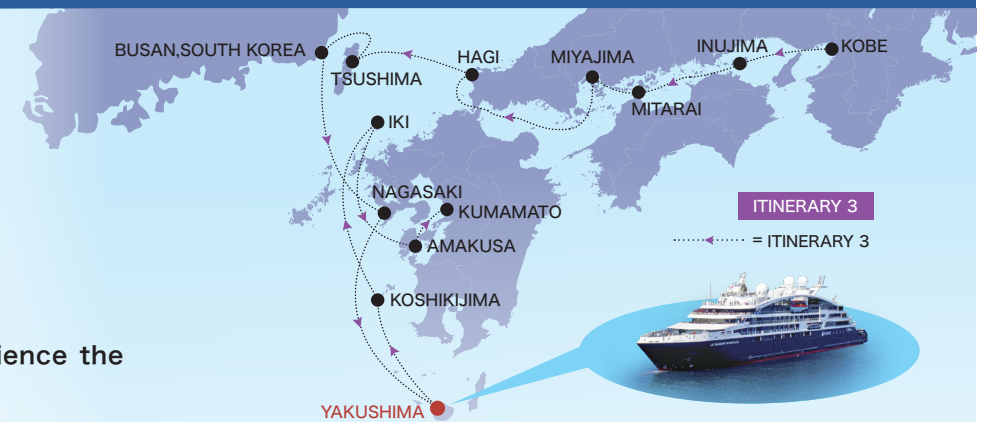 BUSAN,SOUTH KOREA
TSUSHIMA
HAGI
MIYAJIMA
INUJIMA
KOBE
MITARAI
IKI
NAGASAKI
KUMAMATO
AMAKUSA
KOSHIKIJIMA
YAKUSHIMA
ITINERARY 3
= ITINERARY 3
ience the